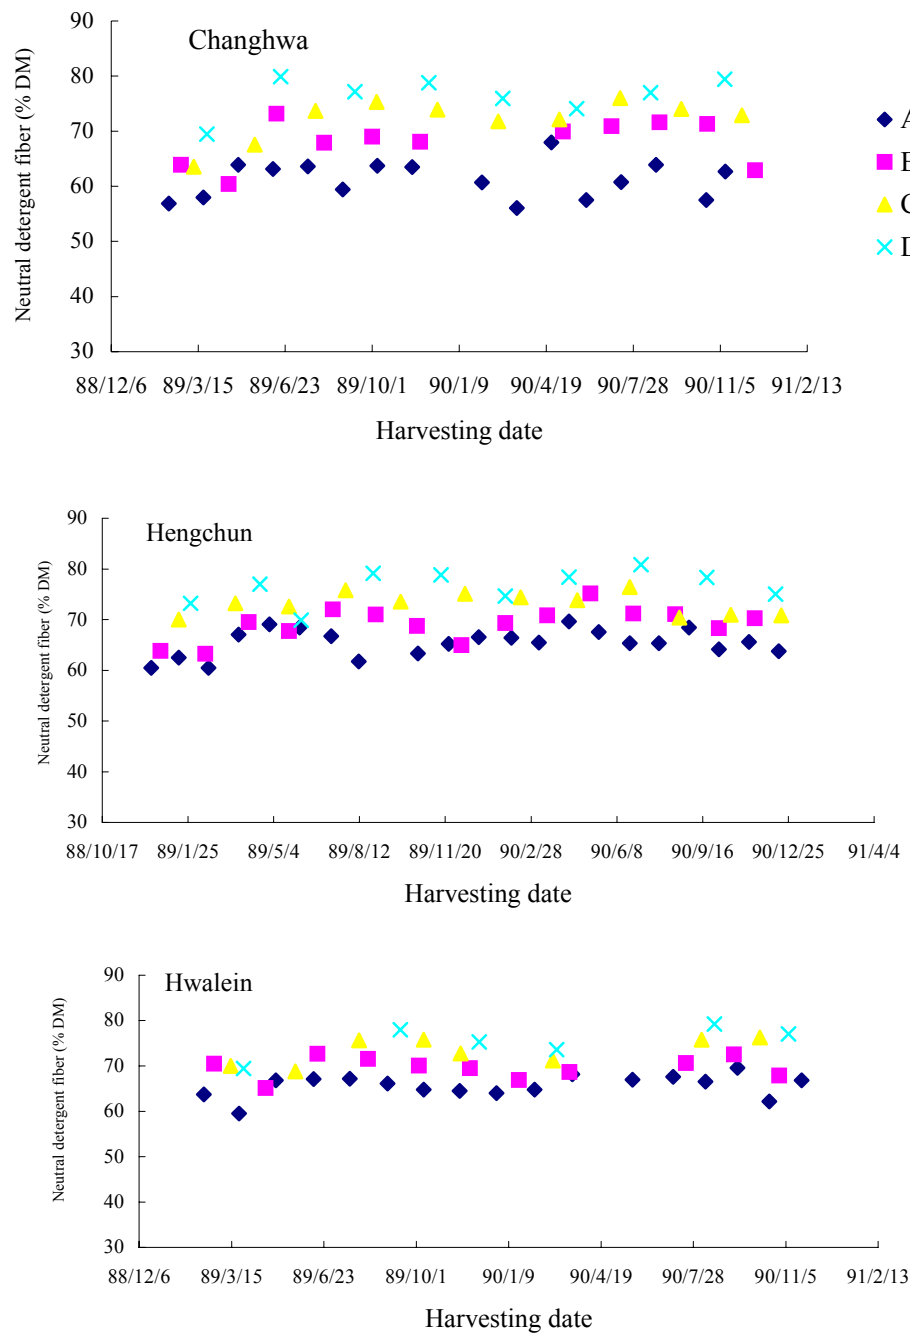 Changhwa
Neutral detergent fiber (% DM)
90
80
70
60
50
40
30
88/12/6 89/3/15 89/6/23 89/10/1 90/1/9 90/4/19 90/7/28 90/11/5 91/2/13
Harvesting date
A
B
C
D
Hengchun
Neutral detergent fiber (% DM)
90
80
70
60
50
40
30
88/10/17 89/1/25 89/5/4 89/8/12 89/11/20 90/2/28 90/6/8 90/9/16 90/12/25 91/4/4
Harvesting date
Hwalein
Neutral detergent fiber (% DM)
90
80
70
60
50
40
30
88/12/6 89/3/15 89/6/23 89/10/1 90/1/9 90/4/19 90/7/28 90/11/5 91/2/13
Harvesting date